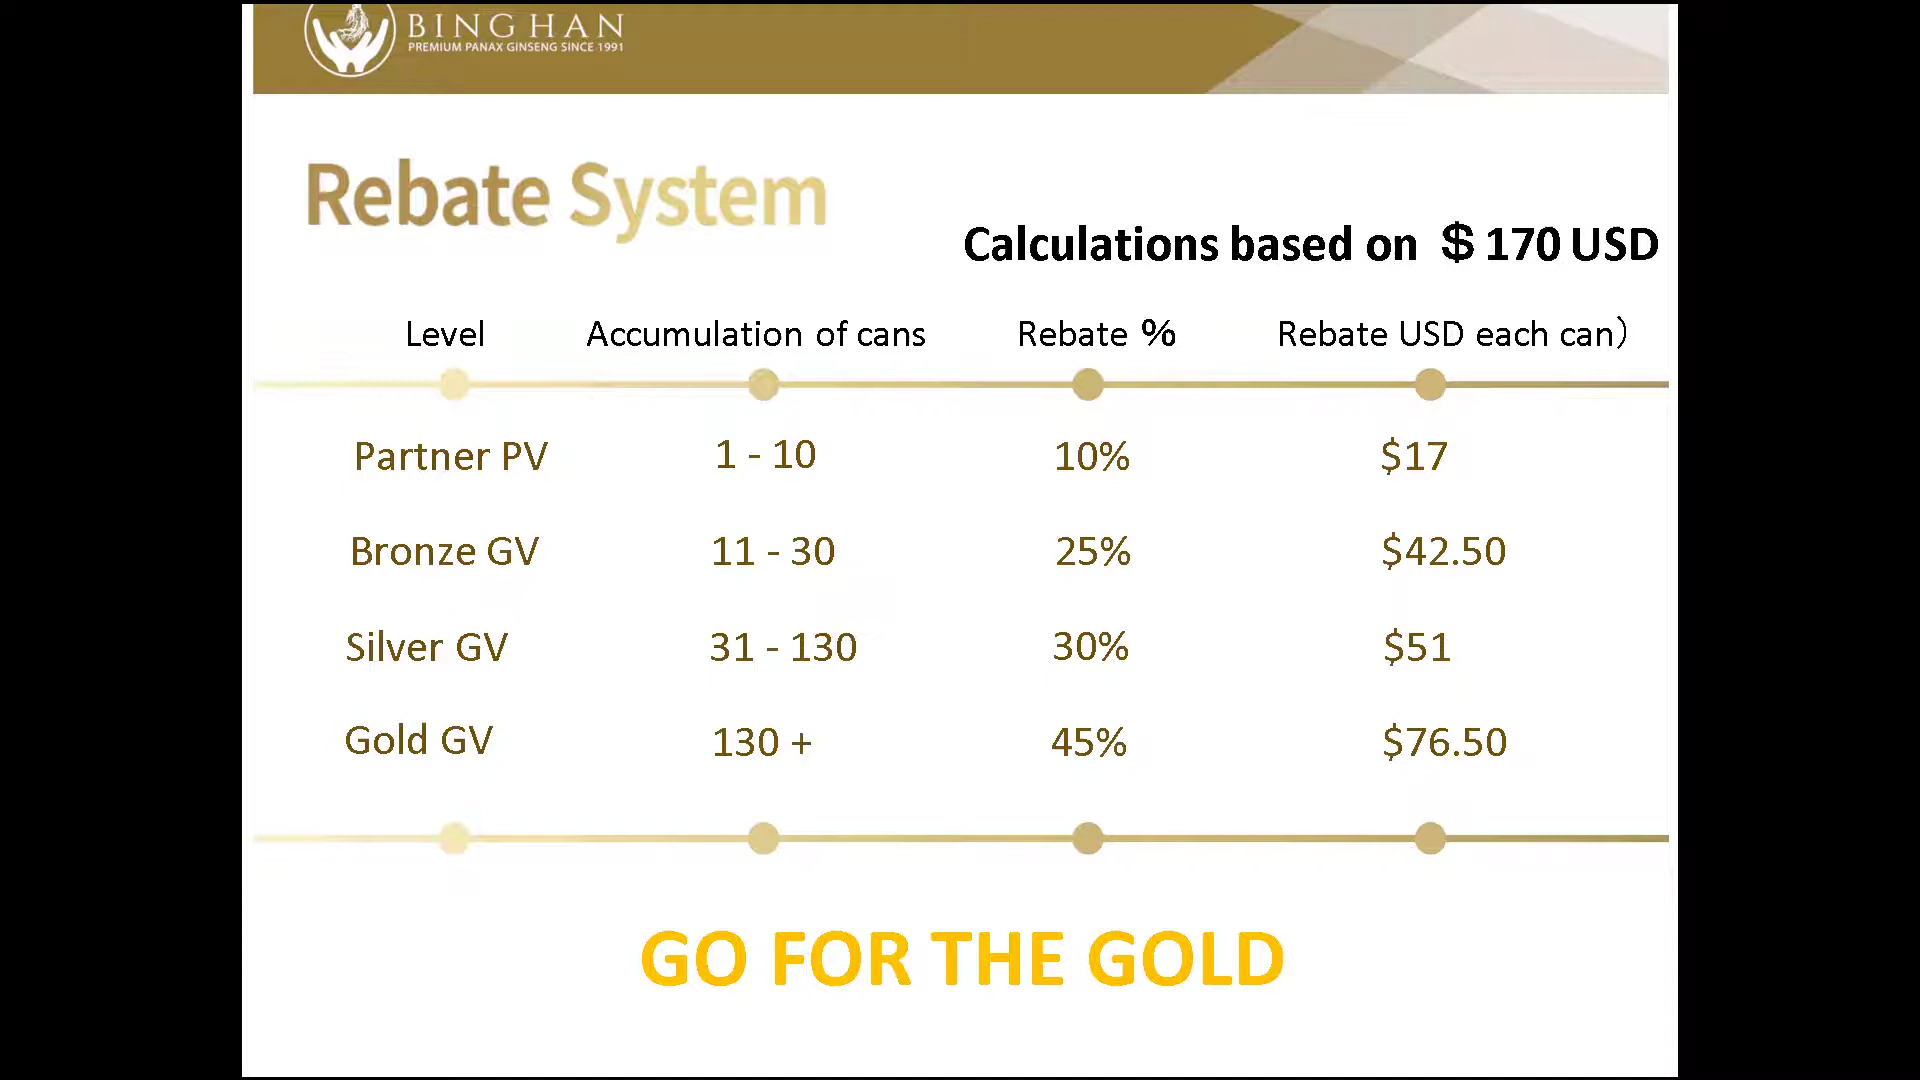 BING HAN
PREMIUM PANAX GINSENG SINCE 1991
Rebate System
Calculations based on $ 170 USD
Level Accumulation of cans Rebate % Rebate USD each can)
Partner PV 1 - 10 10% $17
Bronze GV 11 - 30 25% $42.50
Silver GV 31 - 130 30% $51
Gold GV 130 + 45% $76.50
GO FOR THE GOLD